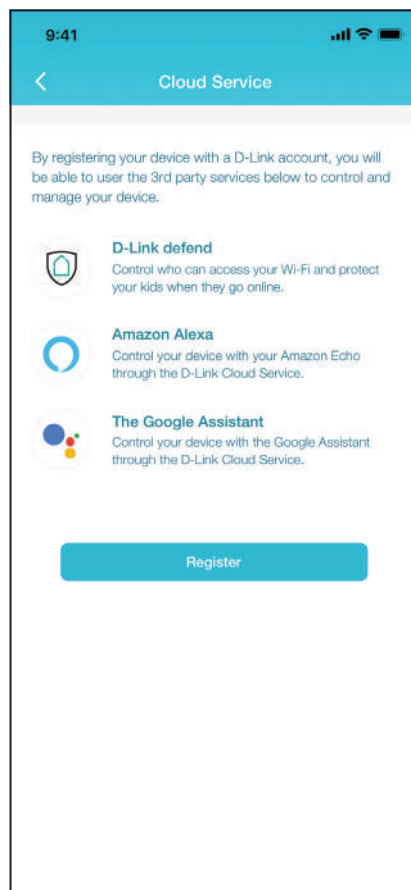 9:41
Cloud Service
By registering your device with a D-Link account, you will
be able to user the 3rd party services below to control and
manage your device.
D-Link defend
Control who can access your Wi-Fi and protect
your kids when they go online.
Amazon Alexa
Control your device with your Amazon Echo
through the D-Link Cloud Service.
The Google Assistant
Control your device with the Google Assistant
through the D-Link Cloud Service.
Register